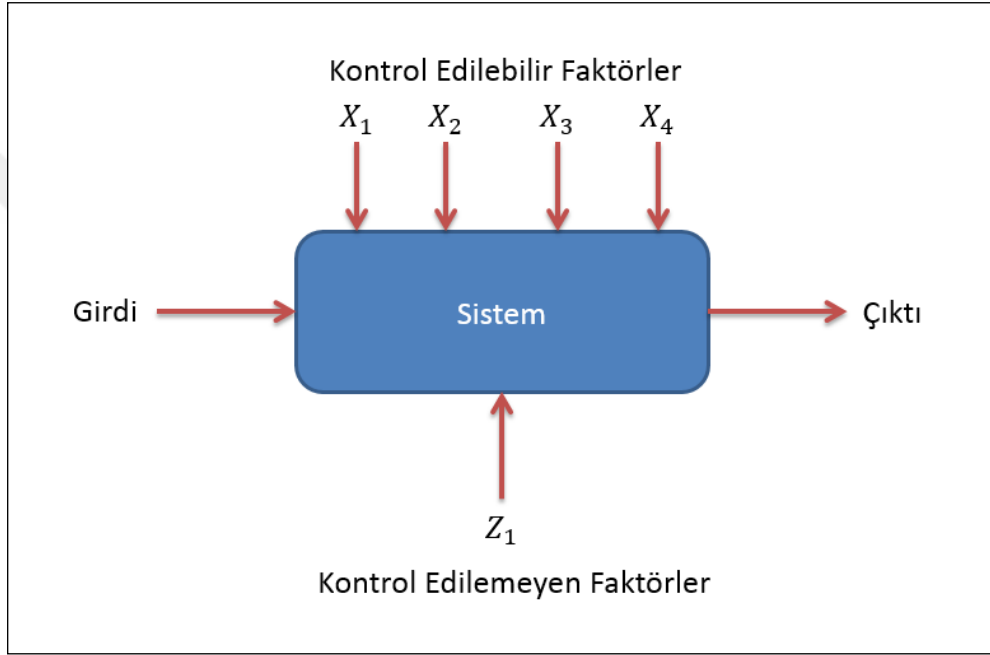 Kontrol Edilebilir Faktörler
X₁ X₂ X₃ X₄
Girdi Sistem Çıktı
Z₁
Kontrol Edilemeyen Faktörler